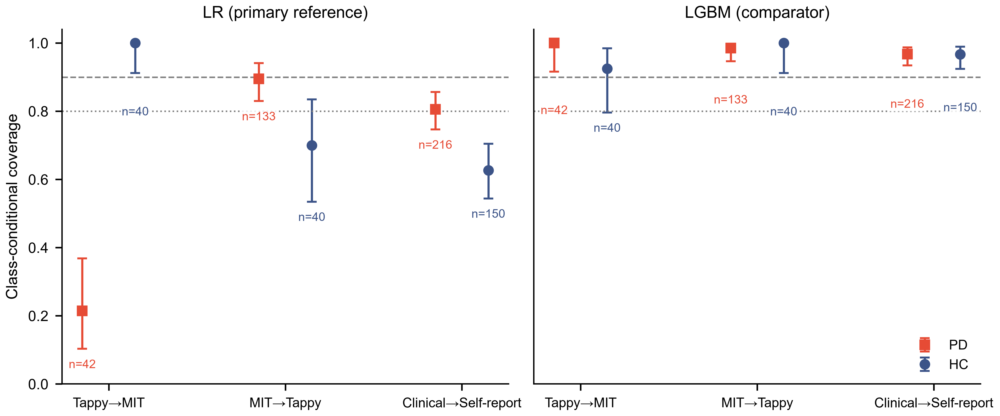 LR (primary reference)
LGBM (comparator)
Class-conditional coverage
1.0
0.8
0.6
0.4
0.2
0.0
n=42
n=40
n=133
n=40
n=216
n=150
n=42
n=40
n=133
n=40
n=216
n=150
PD
HC
Tappy→MIT
MIT→Tappy
Clinical→Self-report
Tappy→MIT
MIT→Tappy
Clinical→Self-report